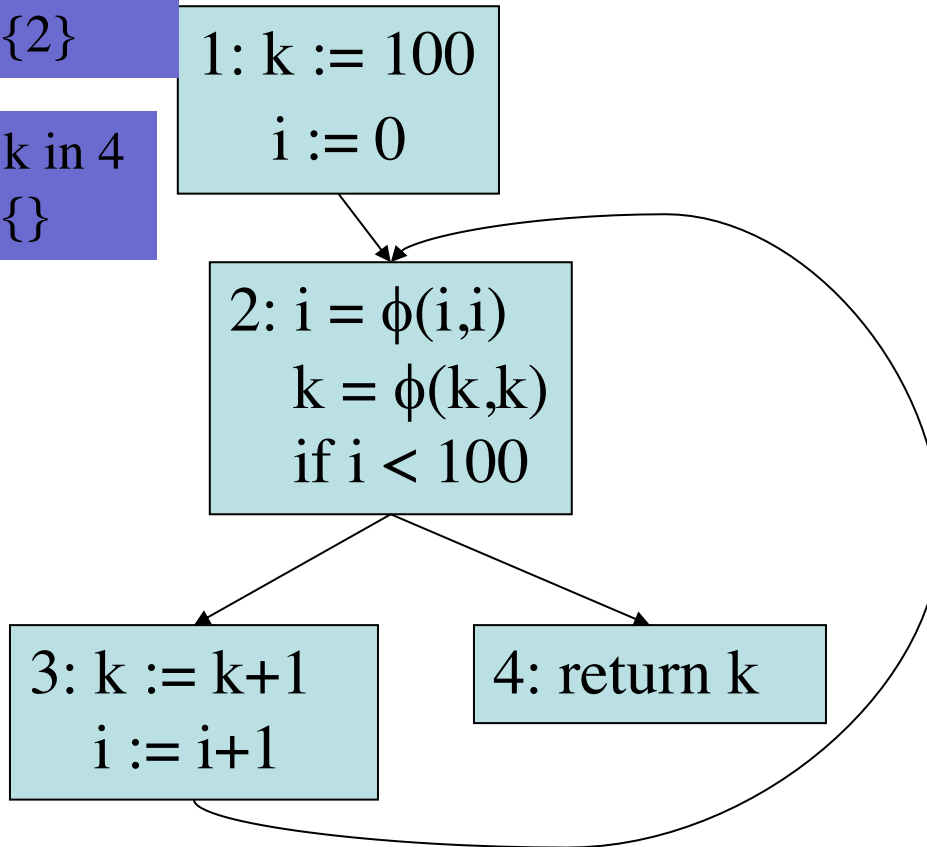 {2}
k in 4
{}
1: k := 100
i := 0
2: i = ϕ(i,i)
k = ϕ(k,k)
if i < 100
3: k := k+1
i := i+1
4: return k